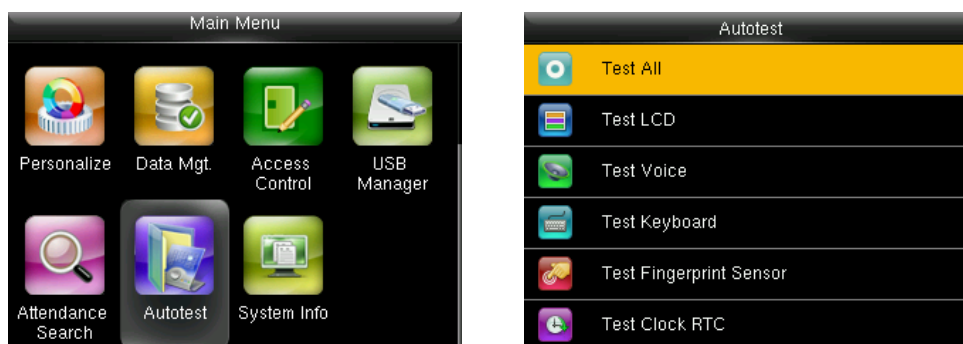 Main Menu
Personalize
Data Mgt.
Access
Control
USB
Manager
Attendance
Search
Autotest
System Info
Autotest
Test All
Test LCD
Test Voice
Test Keyboard
Test Fingerprint Sensor
Test Clock RTC